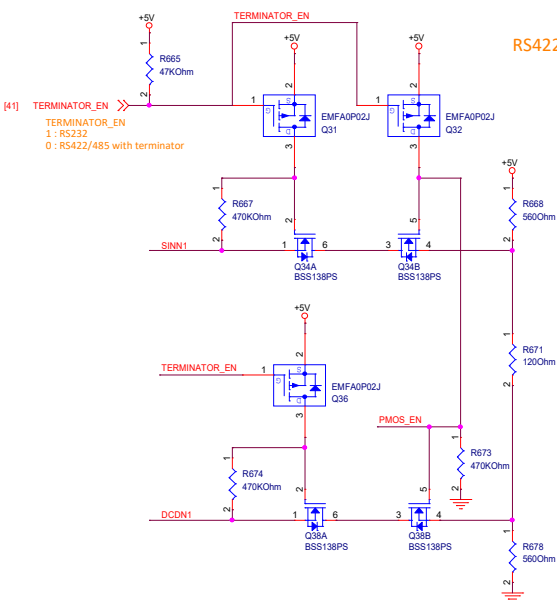 TERMINATOR_EN
+5V
+5V
+5V
RS422
1
R665
47KOhm
2
2
2
[41] TERMINATOR_EN
1
S
G
D
EMFA0P02J
Q31
1
S
G
D
EMFA0P02J
Q32
TERMINATOR_EN
1 : RS232
0 : RS422/485 with terminator
3
3
+5V
1
R667
470KOhm
2
2
5
1
R668
560Ohm
2
SINN1
1
6
3
4
Q34A
BSS138PS
Q34B
BSS138PS
+5V
1
R671
120Ohm
2
2
TERMINATOR_EN
1
S
G
D
EMFA0P02J
Q36
3
PMOS_EN
1
R674
470KOhm
2
2
5
1
R673
470KOhm
2
DCDN1
1
6
3
4
Q38A
BSS138PS
Q38B
BSS138PS
1
R678
560Ohm
2